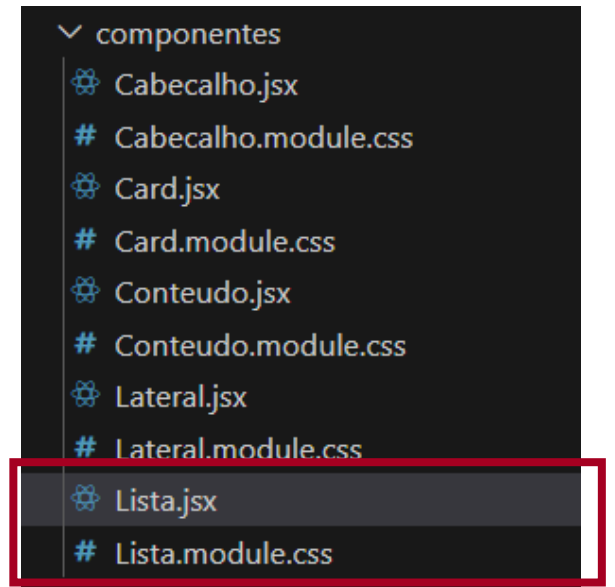 componentes
Cabecalho.jsx
# Cabecalho.module.css
Card.jsx
# Card.module.css
Conteudo.jsx
# Conteudo.module.css
Lateral.jsx
# Lateral.module.css
Lista.jsx
# Lista.module.css